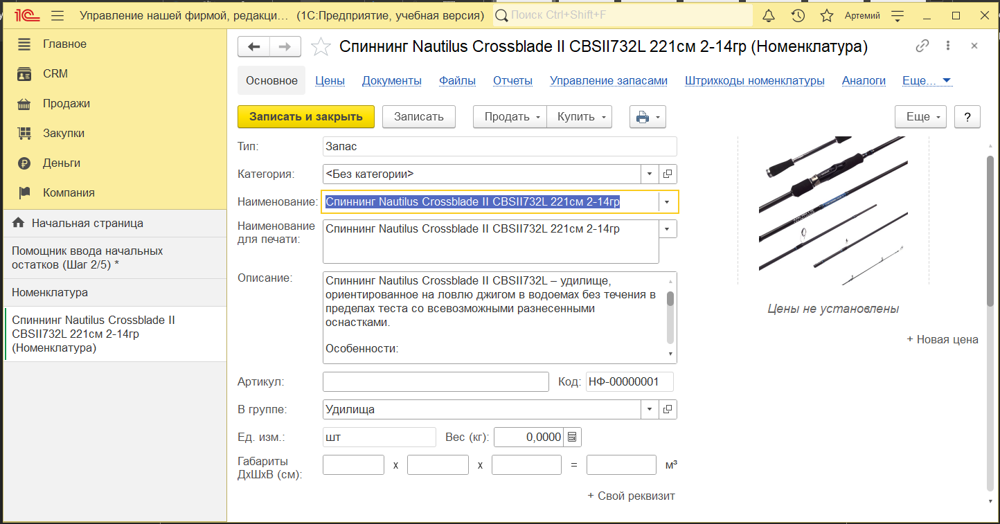 1С Управление нашей фирмой, редакци... (1С:Предприятие, учебная версия) Поиск Ctrl+Shift+F Артемий
Главное
CRM
Продажи
Закупки
Деньги
Компания
Начальная страница
Помощник ввода начальных
остатков (Шаг 2/5) *
Номенклатура
Спиннинг Nautilus Crossblade II
CBSII732L 221см 2-14гр
(Номенклатура)
Спиннинг Nautilus Crossblade II CBSII732L 221см 2-14гр (Номенклатура)
Основное Цены Документы Файлы Отчеты Управление запасами Штрихкоды номенклатуры Аналоги Еще...
Записать и закрыть Записать Продать Купить Еще ?
Тип: Запас
Категория: <Без категории>
Наименование: Спиннинг Nautilus Crossblade II CBSII732L 221см 2-14гр
Наименование
для печати:
Спиннинг Nautilus Crossblade II CBSII732L 221см 2-14гр
Описание:
Спиннинг Nautilus Crossblade II CBSII732L – удилище,
ориентированное на ловлю джигом в водоемах без течения в
пределах теста со всевозможными разнесенными
оснастками.
Особенности:
Артикул: Код: НФ-00000001
В группе: Удилища
Ед. изм.: шт Вес (кг): 0,0000
Габариты
ДхШхВ (см):
x x = м³
+ Свой реквизит
NAUTILUS
Цены не установлены
+ Новая цена